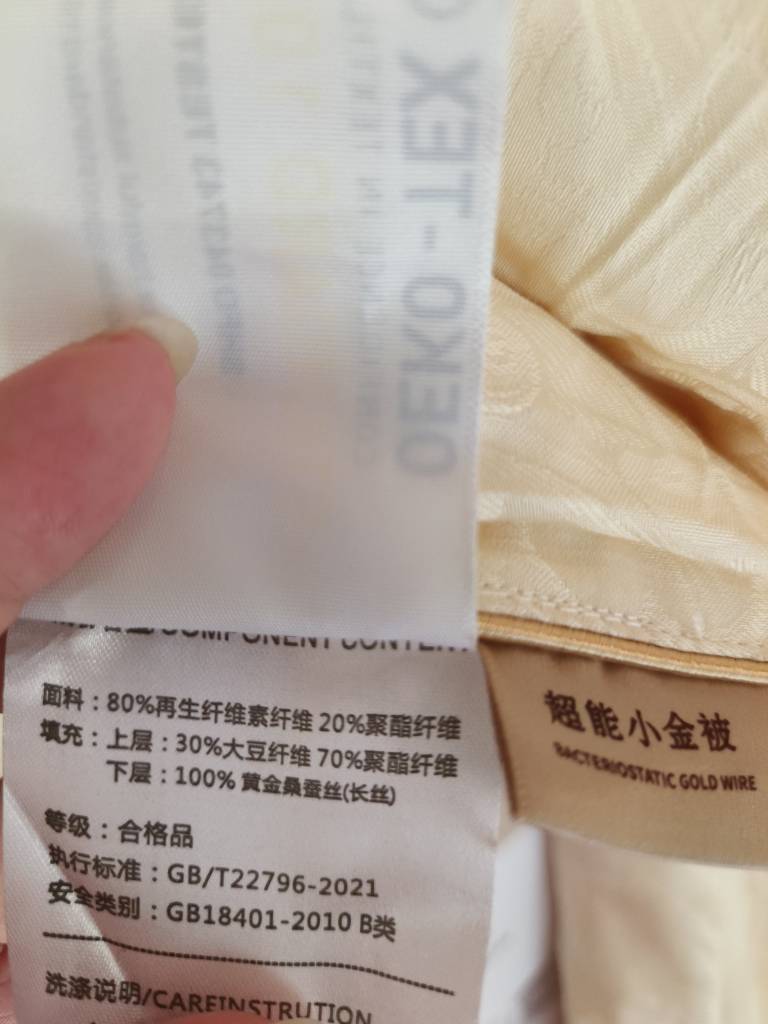 OEKO-TEX
COMPONENT CONTENT
面料：80%再生纤维素纤维 20%聚酯纤维
填充：上层：30%大豆纤维 70%聚酯纤维
下层：100% 黄金桑蚕丝(长丝)
等级：合格品
执行标准：GB/T22796-2021
安全类别：GB18401-2010 B类
洗涤说明/CAREINSTRUTION
超能小金被
BACTERIOSTATIC GOLD WIRE